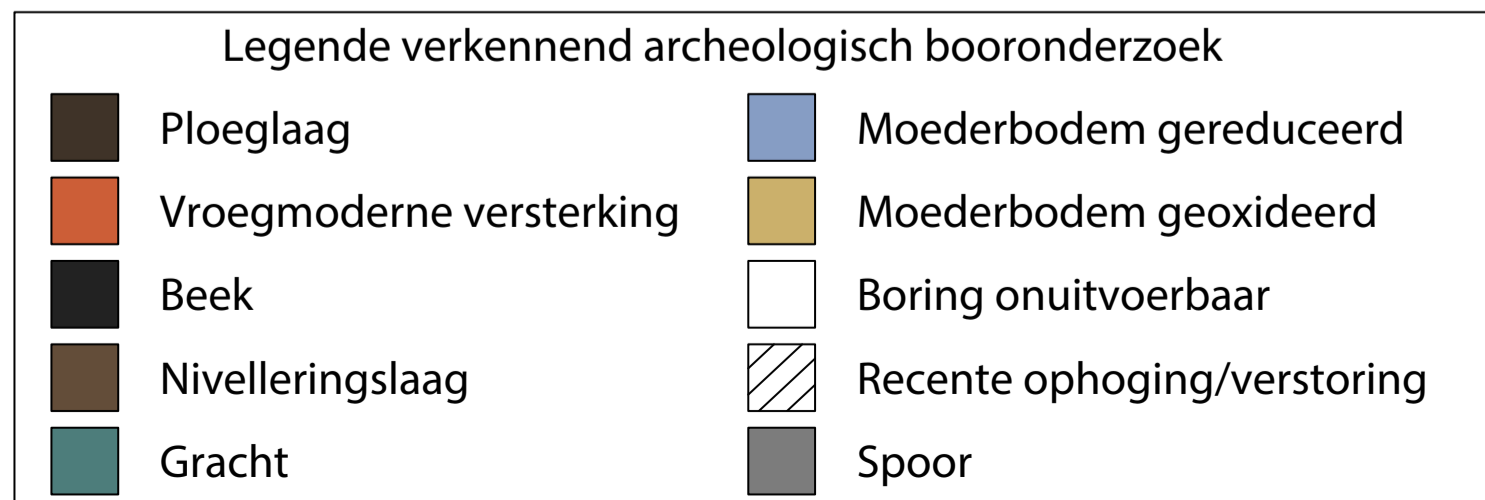 Legende verkennend archeologisch booronderzoek
Ploeglaag
Vroegmoderne versterking
Beek
Nivelleringslaag
Gracht
Moederbodem gereduceerd
Moederbodem geoxideerd
Boring onuitvoerbaar
Recente ophoging/verstoring
Spoor